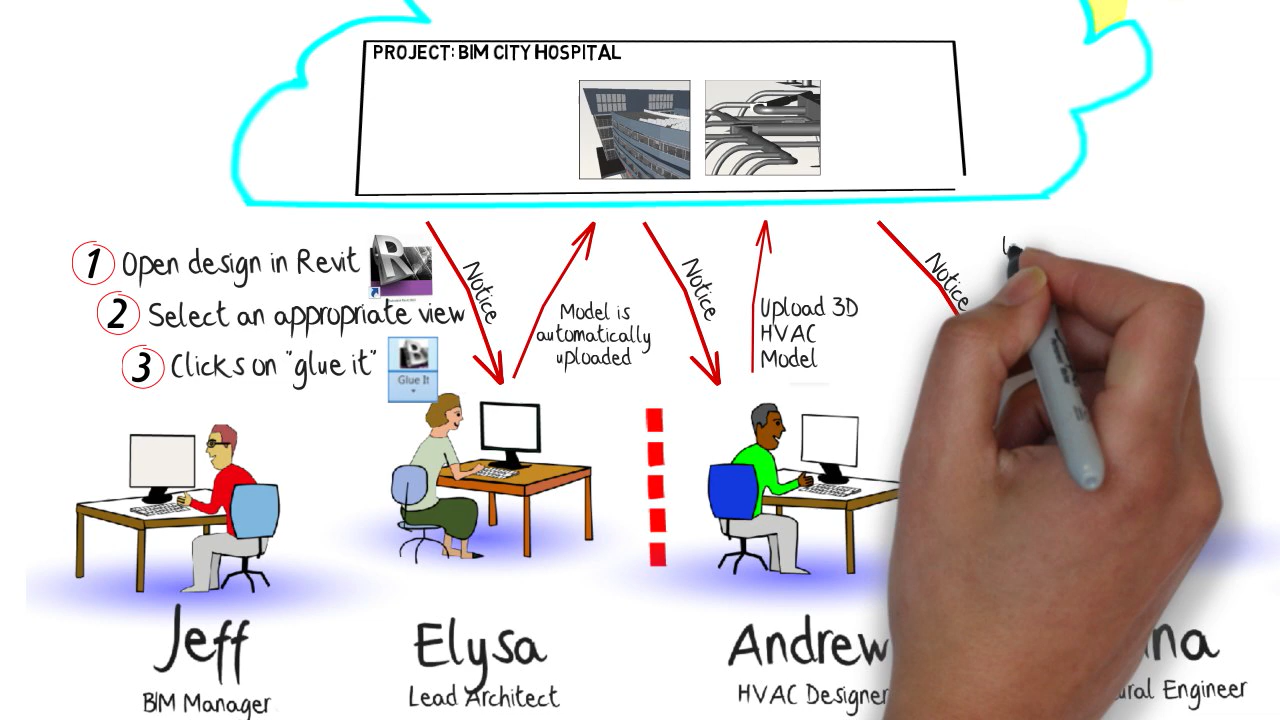 PROJECT: BIM CITY HOSPITAL
1 Open design in Revit
2 Select an appropriate view
3 Clicks on "glue it"
Glue It
Notice
Model is
automatically
uploaded
Notice
Upload 3D
HVAC
Model
Notice
Jeff
BIM Manager
Elysa
Lead Architect
Andrew
HVAC Designer
Engineer